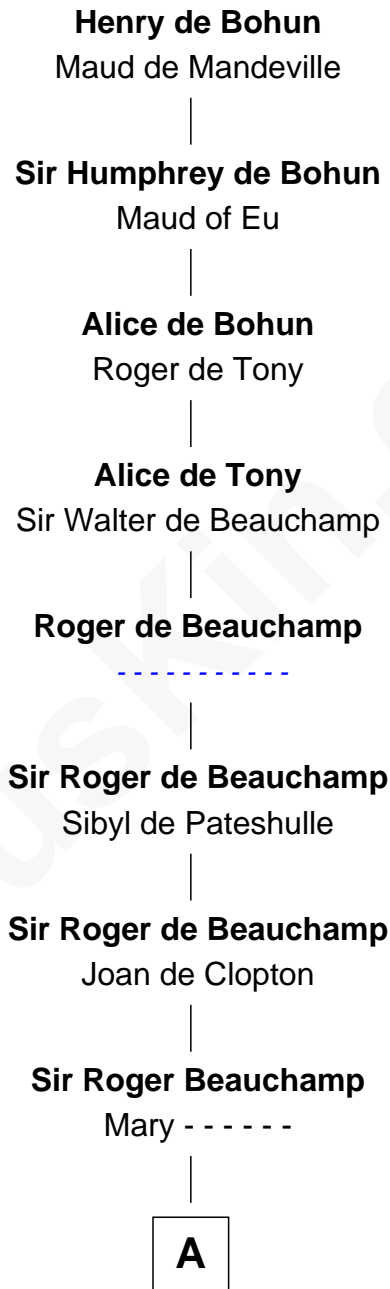 Henry de Bohun
Maud de Mandeville
Sir Humphrey de Bohun
Maud of Eu
Alice de Bohun
Roger de Tony
Alice de Tony
Sir Walter de Beauchamp
Roger de Beauchamp
- - - - - - - - - - -
Sir Roger de Beauchamp
Sibyl de Pateshulle
Sir Roger de Beauchamp
Joan de Clopton
Sir Roger Beauchamp
Mary - - - - - -
A